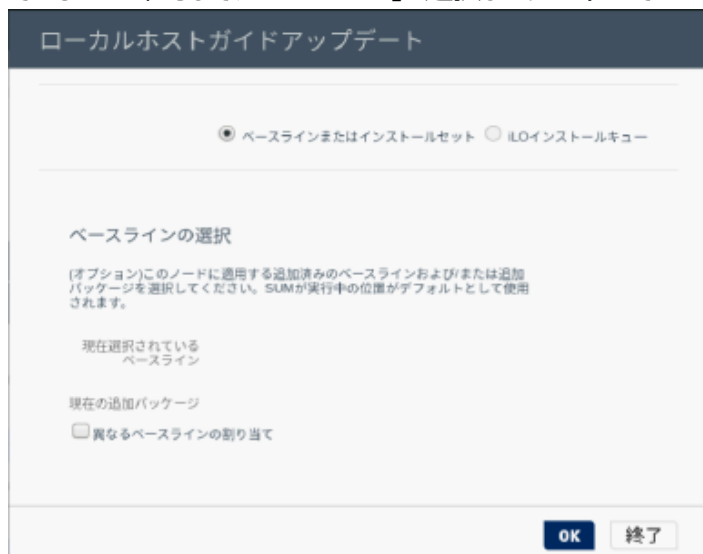 ローカルホストガイドアップデート
ベースラインまたはインストールセット iLOインストールキュー
ベースラインの選択
(オプション)このノードに適用する追加済みのベースラインおよび/または追加
パッケージを選択してください。SUMが実行中の位置がデフォルトとして使用
されます。
現在選択されている
ベースライン
現在の追加パッケージ
異なるベースラインの割り当て
OK 終了